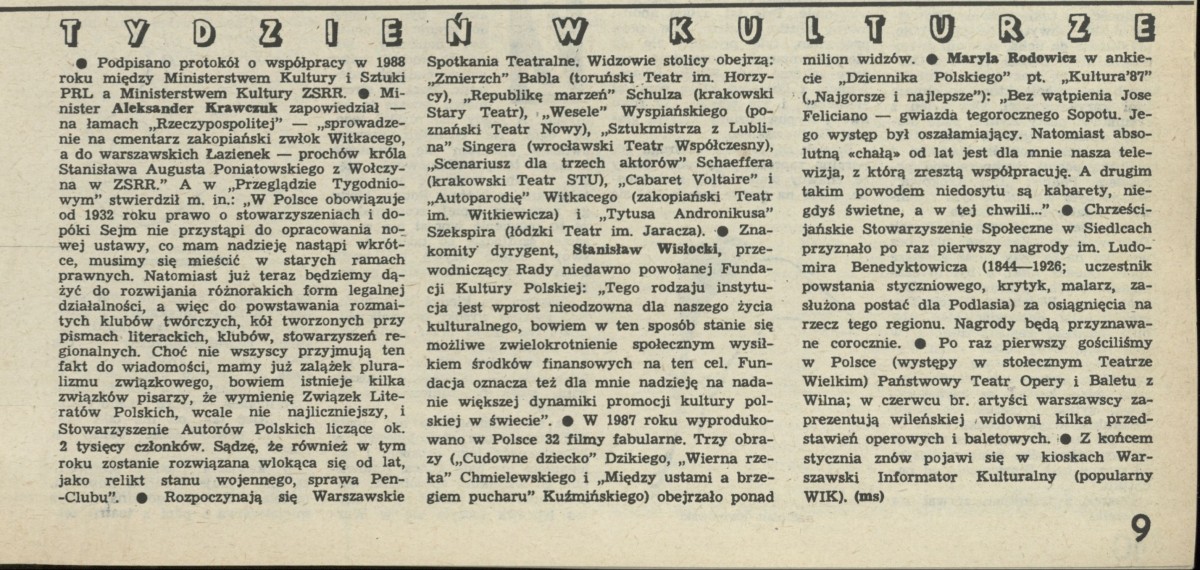 TYDZIEŃ W KULTURZE
● Podpisano protokół o współpracy w 1988
roku między Ministerstwem Kultury i Sztuki
PRL a Ministerstwem Kultury ZSRR. ● Mi-
nister Aleksander Krawczuk zapowiedział —
na łamach „Rzeczypospolitej" — „sprowadze-
nie na cmentarz zakopiański zwłok Witkacego,
a do warszawskich Łazienek — prochów króla
Stanisława Augusta Poniatowskiego z Wołczy-
na w ZSRR." A w „Przeglądzie Tygodnio-
wym" stwierdził m. in.: „W Polsce obowiązuje
od 1932 roku prawo o stowarzyszeniach i do-
póki Sejm nie przystąpi do opracowania no-
wej ustawy, co mam nadzieję nastąpi wkrót-
ce, musimy się mieścić w starych ramach
prawnych. Natomiast już teraz będziemy dą-
żyć do rozwijania różnorakich form legalnej
działalności, a więc do powstawania rozmai-
tych klubów twórczych, kół tworzonych przy
pismach literackich, klubów, stowarzyszeń re-
gionalnych. Choć nie wszyscy przyjmują ten
fakt do wiadomości, mamy już zalążek plura-
lizmu związkowego, bowiem istnieje kilka
związków pisarzy, że wymienię Związek Lite-
ratów Polskich, wcale nie najliczniejszy, i
Stowarzyszenie Autorów Polskich liczące ok.
2 tysięcy członków. Sądzę, że również w tym
roku zostanie rozwiązana wlokąca się od lat,
jako relikt stanu wojennego, sprawa Pen-
-Clubu". ● Rozpoczynają się Warszawskie
Spotkania Teatralne. Widzowie stolicy obejrzą:
„Zmierzch" Babla (toruński Teatr im. Horzy-
cy), „Republikę marzeń" Schulza (krakowski
Stary Teatr), „Wesele" Wyspiańskiego (po-
znański Teatr Nowy), „Sztukmistrza z Lubli-
na" Singera (wrocławski Teatr Współczesny),
„Scenariusz dla trzech aktorów" Schaeffera
(krakowski Teatr STU), „Cabaret Voltaire" i
„Autoparodię" Witkacego (zakopiański Teatr
im. Witkiewicza) i „Tytusa Andronikusa"
Szekspira (łódzki Teatr im. Jaracza). ● Zna-
komity dyrygent, Stanisław Wisłocki, prze-
wodniczący Rady niedawno powołanej Funda-
cji Kultury Polskiej: „Tego rodzaju instytu-
cja jest wprost nieodzowna dla naszego życia
kulturalnego, bowiem w ten sposób stanie się
możliwe zwielokrotnienie społecznym wysił-
kiem środków finansowych na ten cel. Fun-
dacja oznacza też dla mnie nadzieję na nada-
nie większej dynamiki promocji kultury pol-
skiej w świecie". ● W 1987 roku wyproduko-
wano w Polsce 32 filmy fabularne. Trzy obra-
zy („Cudowne dziecko" Dzikiego, „Wierna rze-
ka" Chmielewskiego i „Między ustami a brze-
giem pucharu" Kuźmińskiego) obejrzało ponad
milion widzów. ● Maryla Rodowicz w ankie-
cie „Dziennika Polskiego" pt. „Kultura'87"
(„Najgorsze i najlepsze"): „Bez wątpienia Jose
Feliciano — gwiazda tegorocznego Sopotu. Je-
go występ był oszałamiający. Natomiast abso-
lutną «chałą» od lat jest dla mnie nasza tele-
wizja, z którą zresztą współpracuję. A drugim
takim powodem niedosytu są kabarety, nie-
gdyś świetne, a w tej chwili..." ● Chrześci-
jańskie Stowarzyszenie Społeczne w Siedlcach
przyznało po raz pierwszy nagrody im. Ludo-
mira Benedyktowicza (1844—1926; uczestnik
powstania styczniowego, krytyk, malarz, za-
służona postać dla Podlasia) za osiągnięcia na
rzecz tego regionu. Nagrody będą przyznawa-
ne corocznie. ● Po raz pierwszy gościliśmy
w Polsce (występy w stołecznym Teatrze
Wielkim) Państwowy Teatr Opery i Baletu z
Wilna; w czerwcu br. artyści warszawscy za-
prezentują wileńskiej widowni kilka przed-
stawień operowych i baletowych. ● Z końcem
stycznia znów pojawi się w kioskach War-
szawski Informator Kulturalny (popularny
WIK). (ms)
9